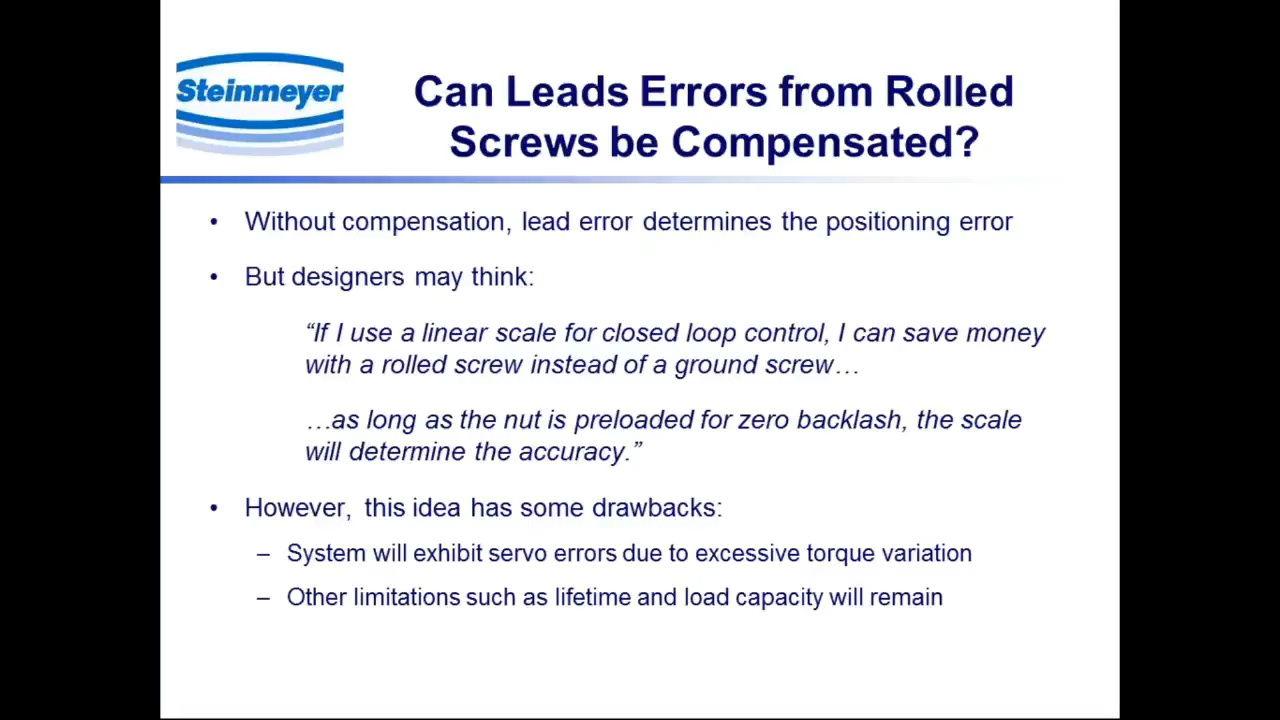 Steinmeyer
Can Leads Errors from Rolled
Screws be Compensated?
• Without compensation, lead error determines the positioning error
• But designers may think:
“If I use a linear scale for closed loop control, I can save money
with a rolled screw instead of a ground screw…
…as long as the nut is preloaded for zero backlash, the scale
will determine the accuracy.”
• However, this idea has some drawbacks:
– System will exhibit servo errors due to excessive torque variation
– Other limitations such as lifetime and load capacity will remain